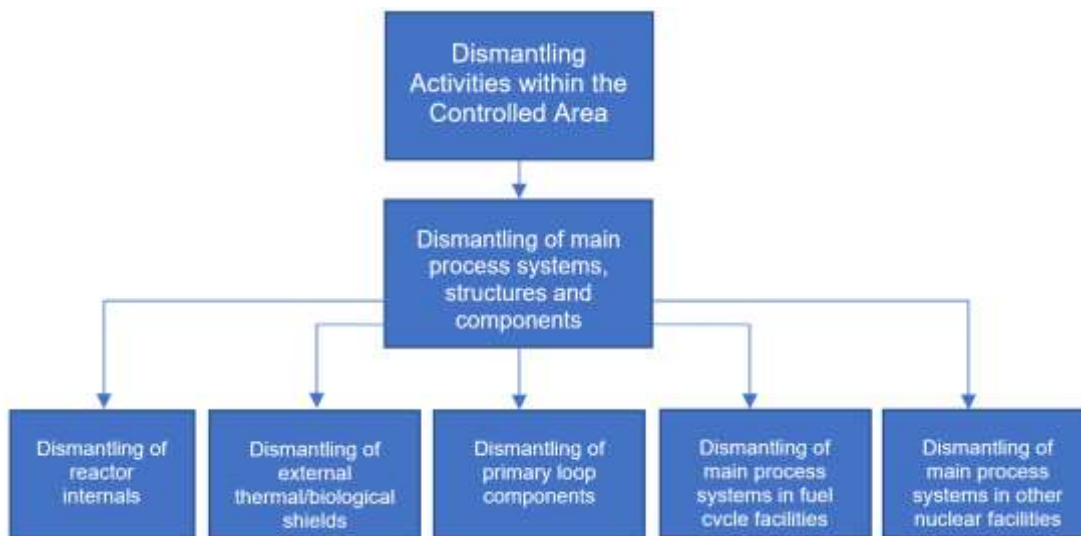 Dismantling
Activities within the
Controlled Area
Dismantling of main
process systems,
structures and
components
Dismantling of
reactor
internals
Dismantling of
external
thermal/biological
shields
Dismantling of
primary loop
components
Dismantling of
main process
systems in fuel
cycle facilities
Dismantling of
main process
systems in other
nuclear facilities